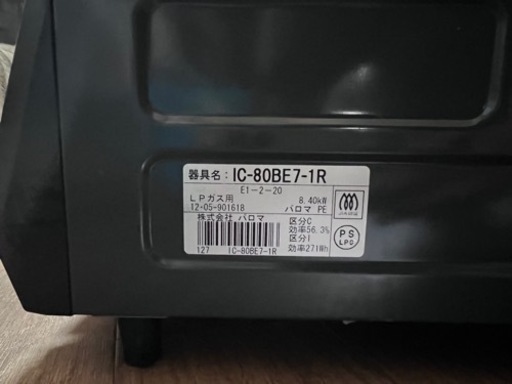 器具名: IC-80BE7-1R
E1-2-20
LPガス用 8.40kW
12-05-901618 パロマ PE
株式会社 パロマ
区分C
効率56.3%
区分I
効率271Wh
127 IC-80BE7-1R
PS
LPG